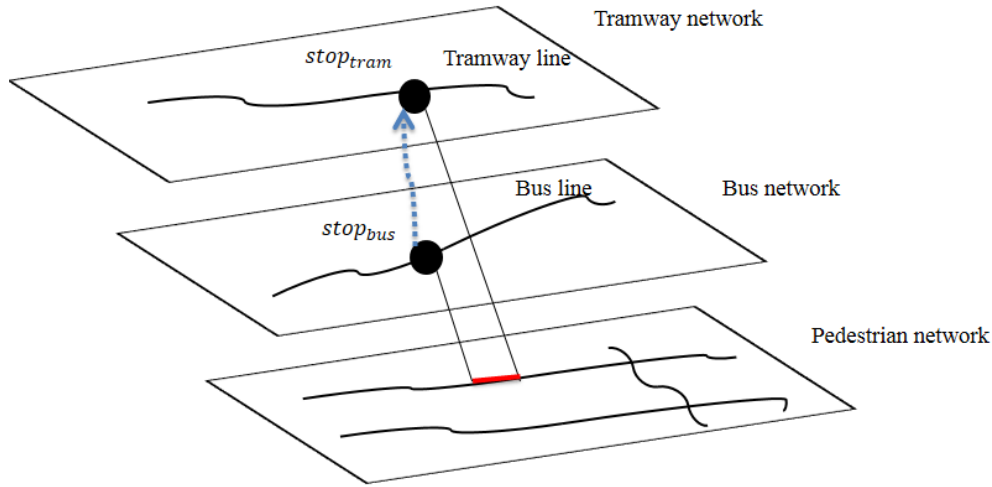 Tramway network
stop_tram
Tramway line
Bus line
Bus network
stop_bus
Pedestrian network